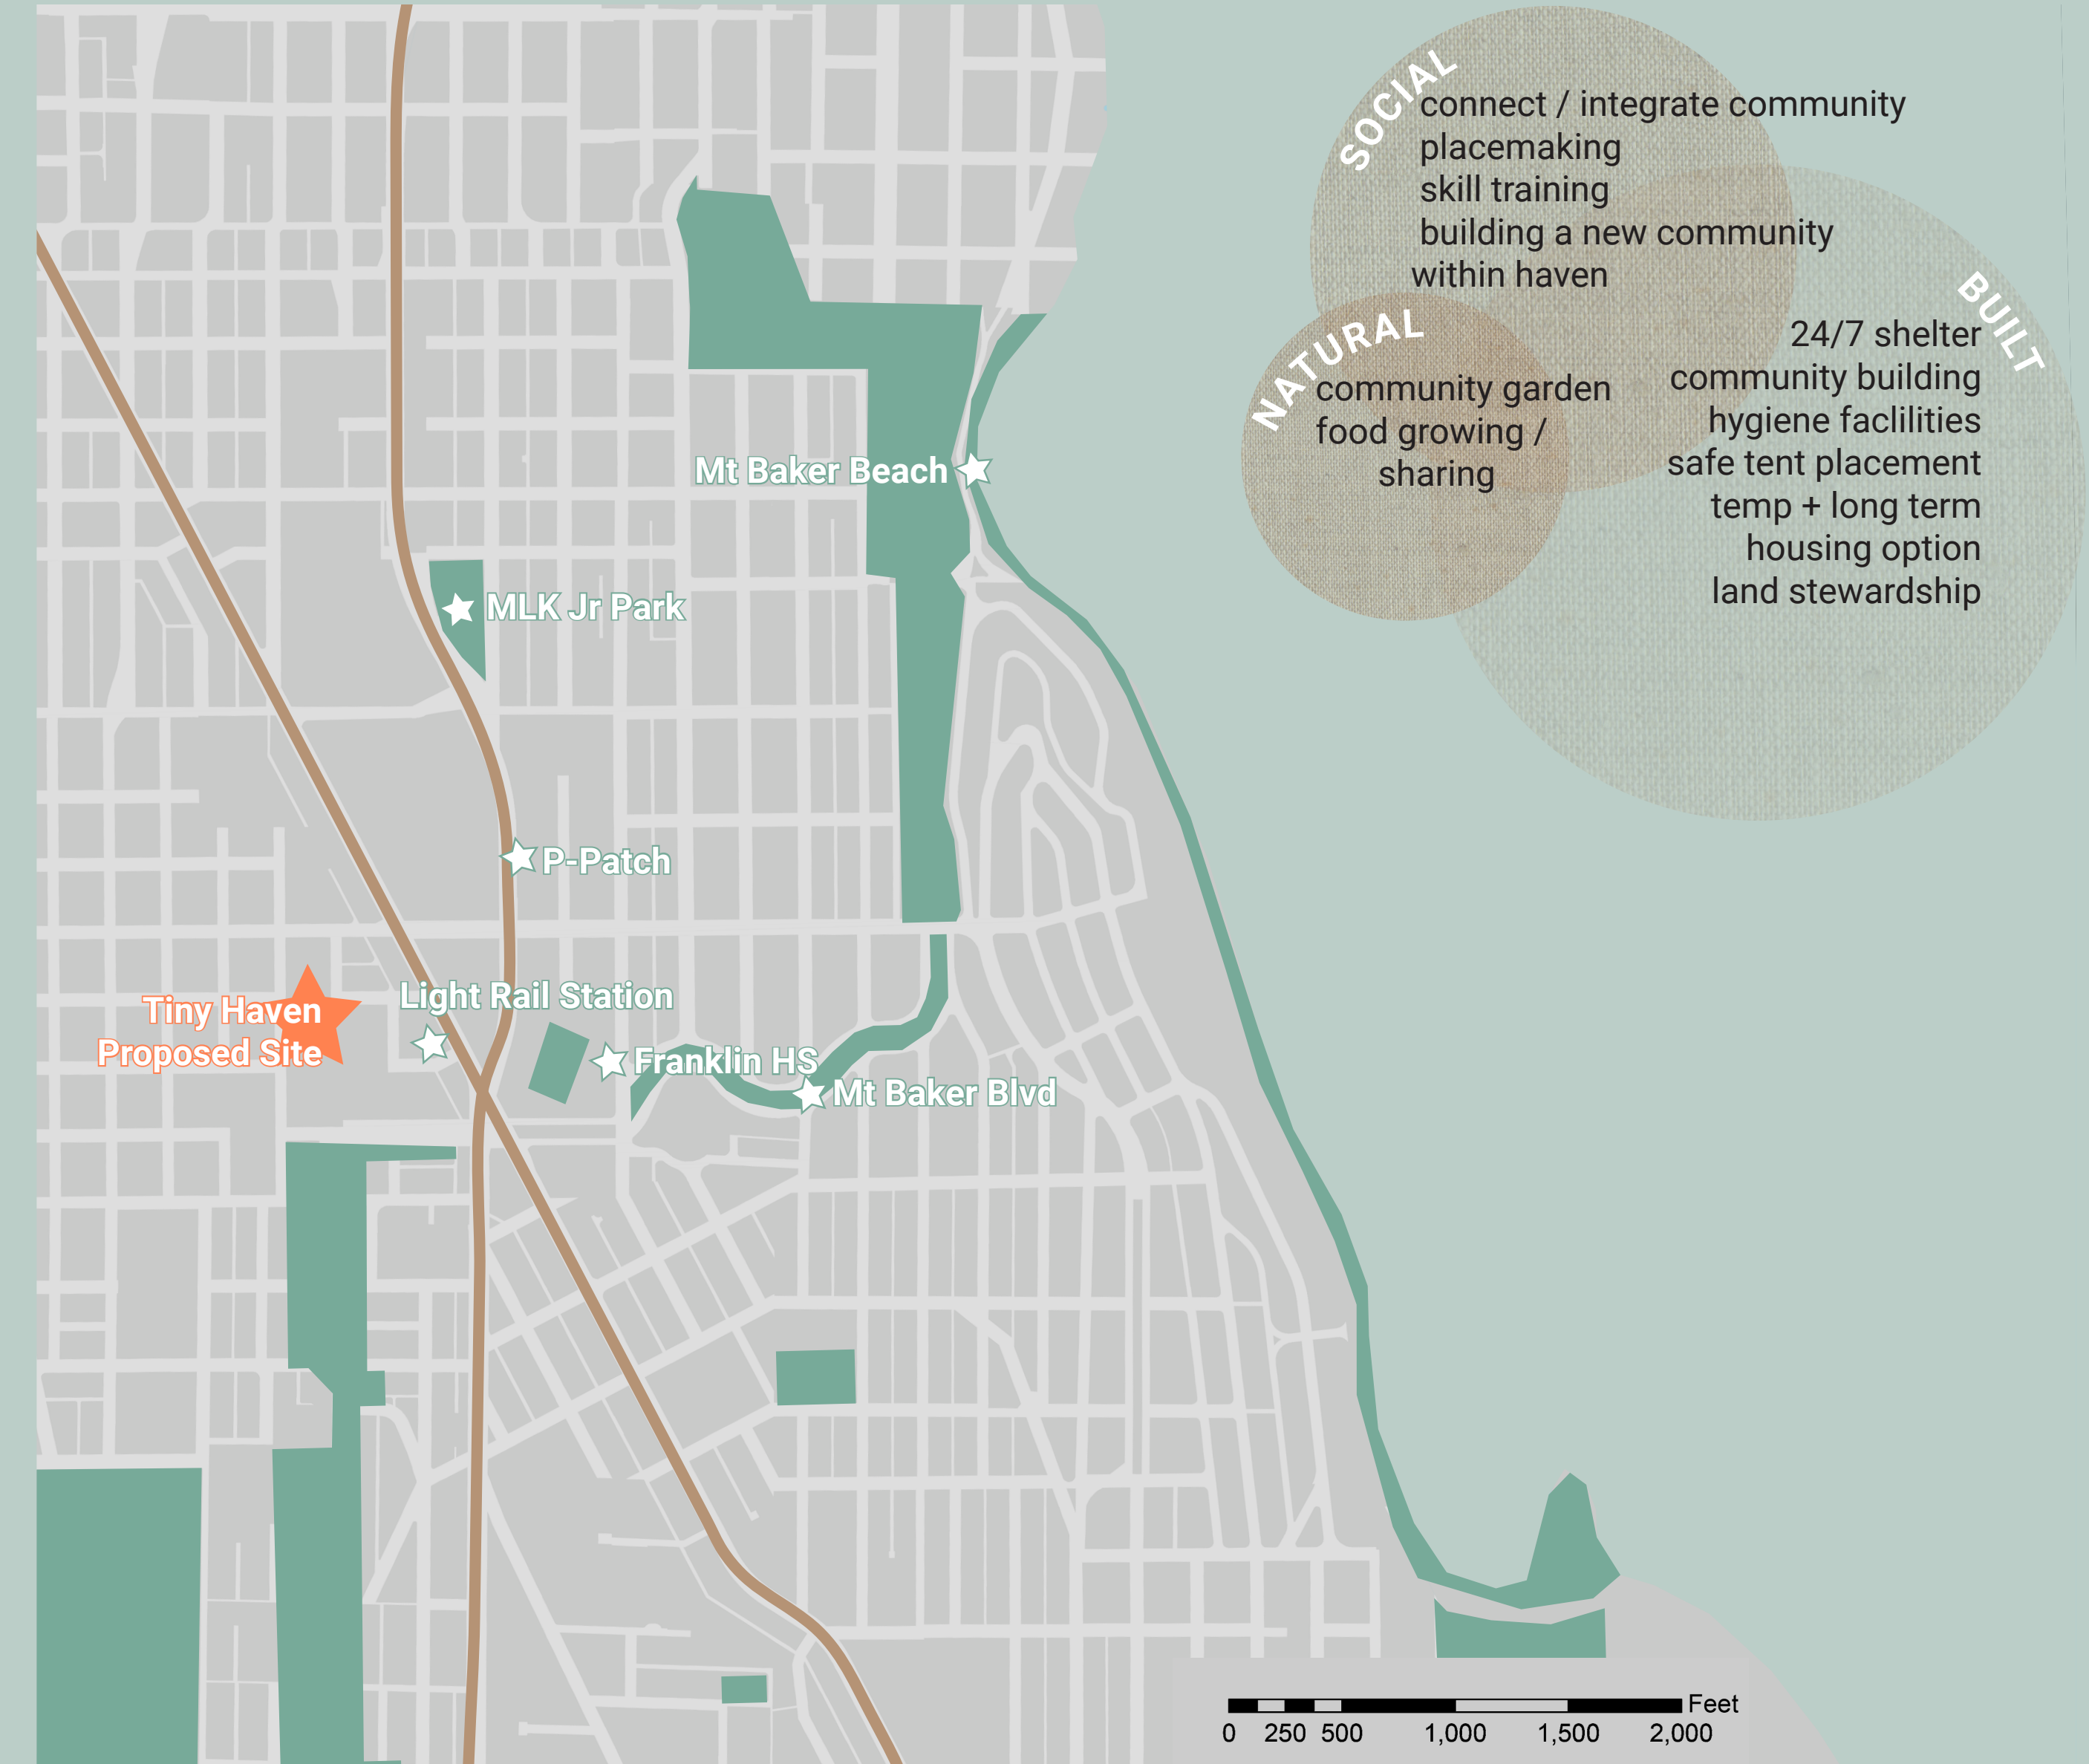 SOCIAL
connect / integrate community
placemaking
skill training
building a new community
within haven
NATURAL
community garden
food growing /
sharing
BUILT
24/7 shelter
community building
hygiene faclilities
safe tent placement
temp + long term
housing option
land stewardship
Mt Baker Beach
MLK Jr Park
P-Patch
Light Rail Station
Tiny Haven
Proposed Site
Franklin HS
Mt Baker Blvd
Feet
0 250 500 1,000 1,500 2,000